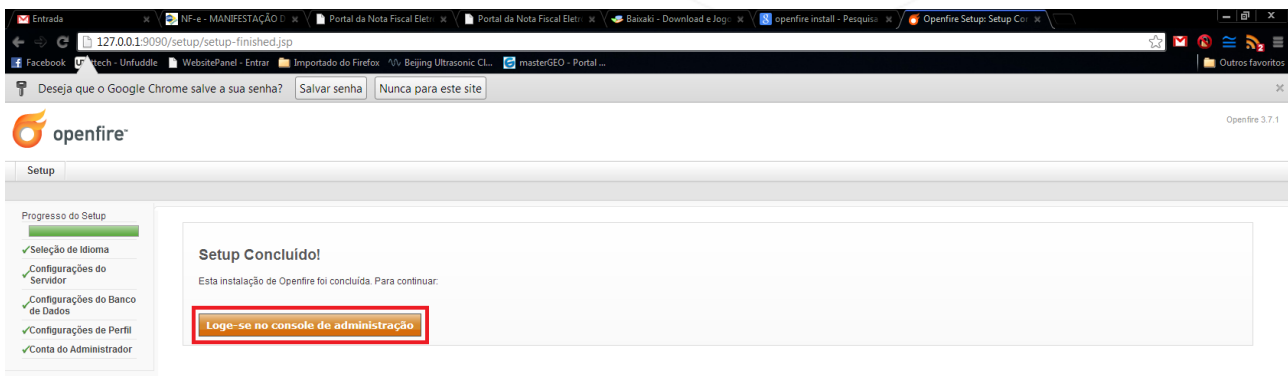 Entrada
NF-e - MANIFESTAÇÃO D
Portal da Nota Fiscal Eletr
Portal da Nota Fiscal Eletr
Baixaki - Download e Jogo
openfire install - Pesquisa
Openfire Setup: Setup Cor
127.0.0.1:9090/setup/setup-finished.jsp
Facebook
ttech - Unfuddle
WebsitePanel - Entrar
Importado do Firefox
Beijing Ultrasonic Cl...
masterGEO - Portal ...
Outros favoritos
Deseja que o Google Chrome salve a sua senha?
Salvar senha
Nunca para este site
openfire
Openfire 3.7.1
Setup
Progresso do Setup
Seleção de Idioma
Configurações do
Servidor
Configurações do Banco
de Dados
Configurações de Perfil
Conta do Administrador
Setup Concluído!
Esta instalação de Openfire foi concluída. Para continuar:
Loge-se no console de administração